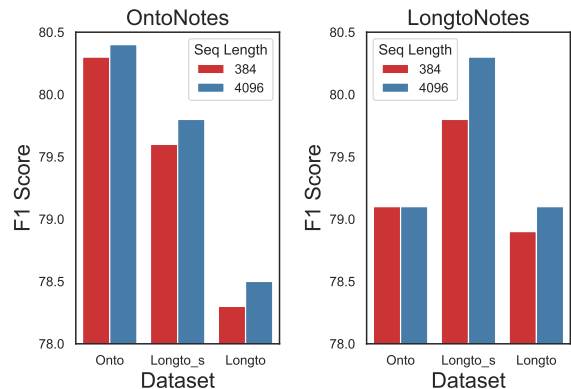 OntoNotes
80.5
80.0
79.5
79.0
78.5
78.0
F1 Score
Seq Length
384
4096
Onto
Longto_s
Longto
Dataset
LongtoNotes
80.5
80.0
79.5
79.0
78.5
78.0
F1 Score
Seq Length
384
4096
Onto
Longto_s
Longto
Dataset